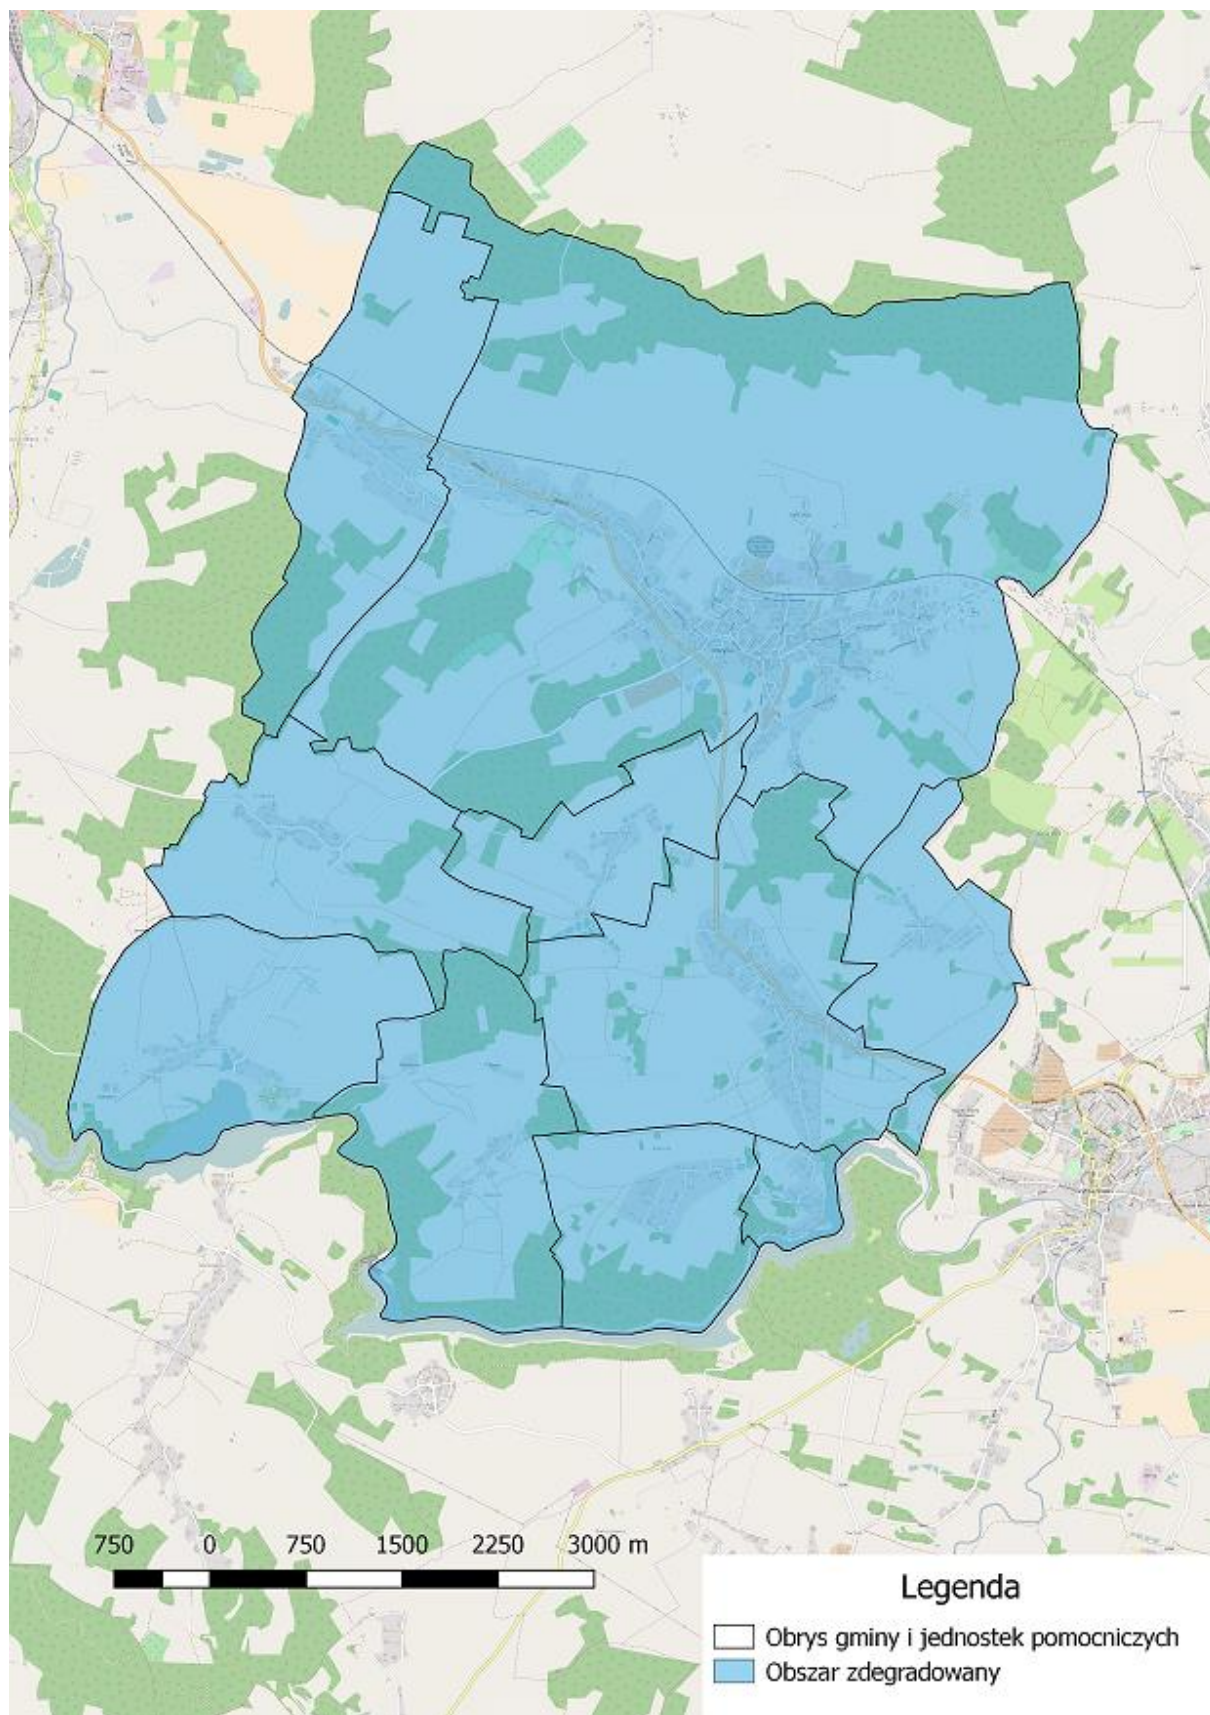 750 0 750 1500 2250 3000 m
Legenda
Obrys gminy i jednostek pomocniczych
Obszar zdegradowany